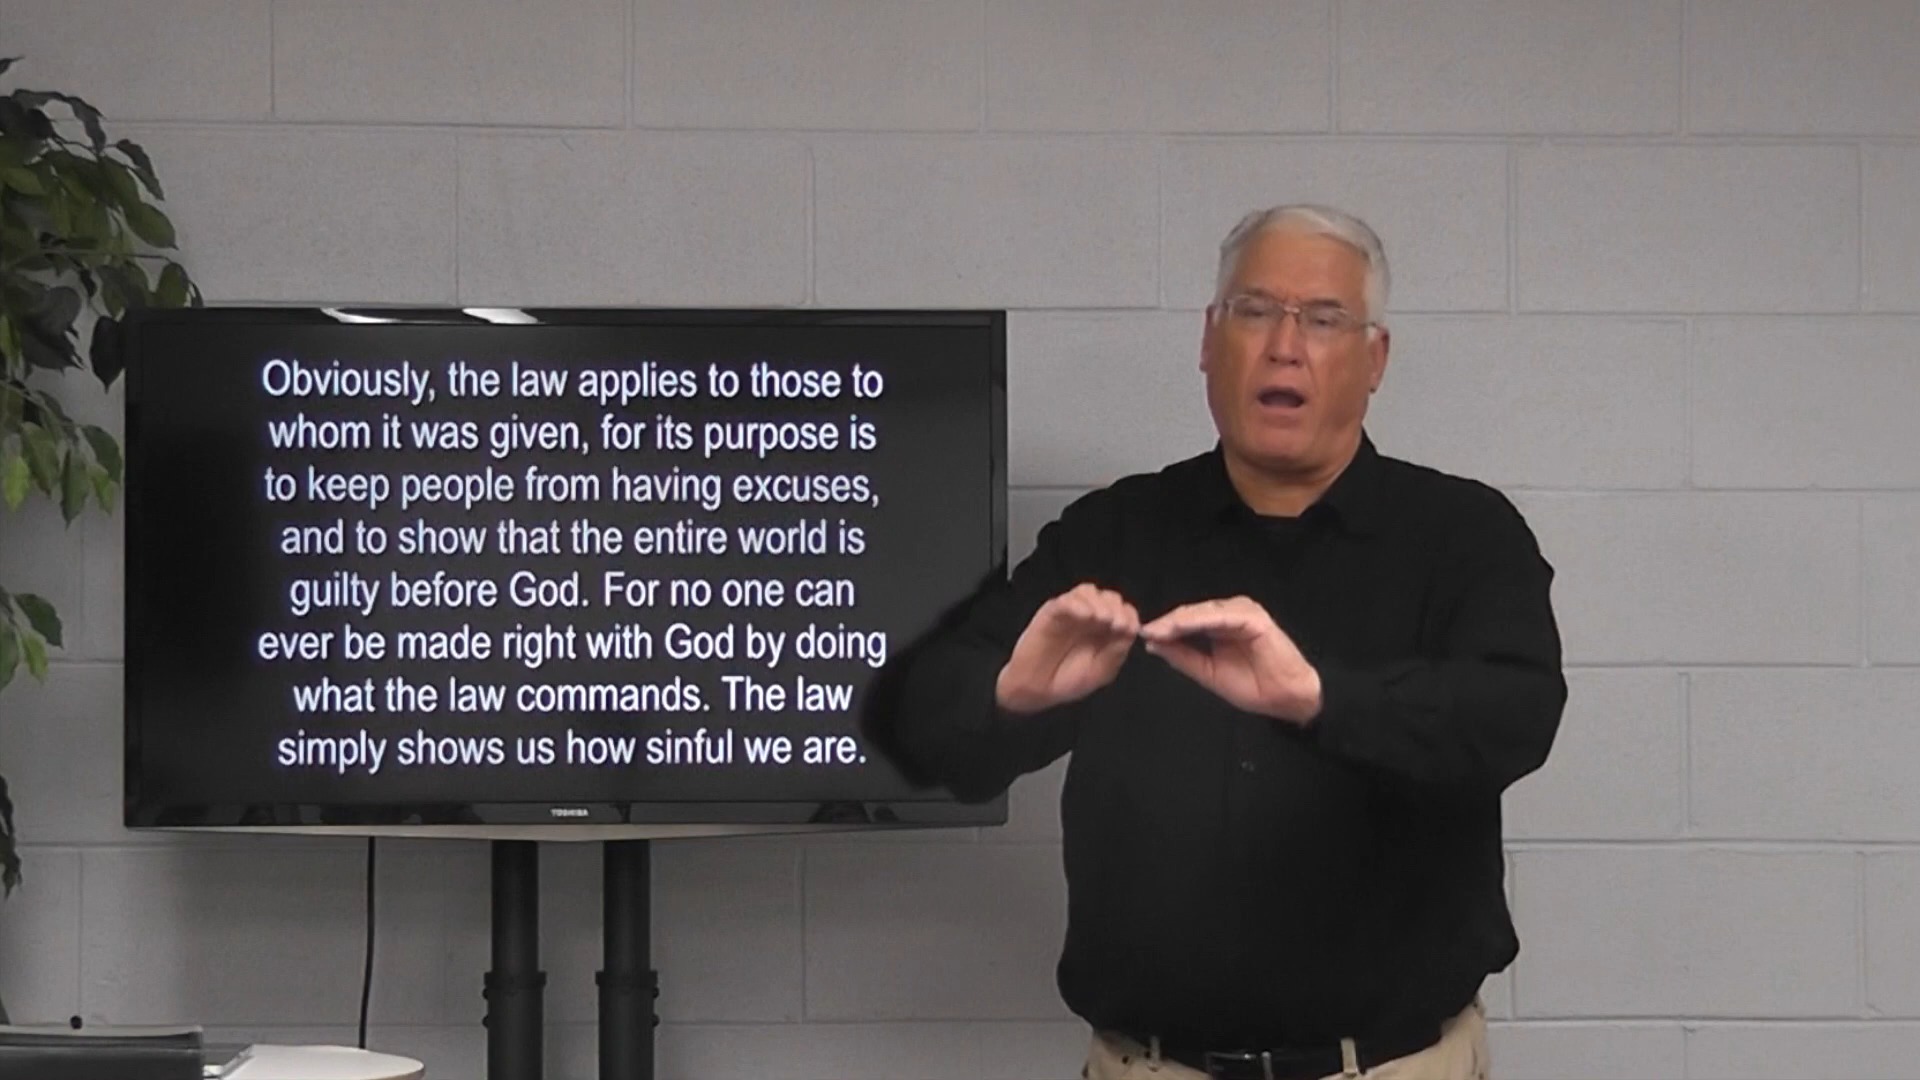 Obviously, the law applies to those to
whom it was given, for its purpose is
to keep people from having excuses,
and to show that the entire world is
guilty before God. For no one can
ever be made right with God by doing
what the law commands. The law
simply shows us how sinful we are.
TOSHIBA